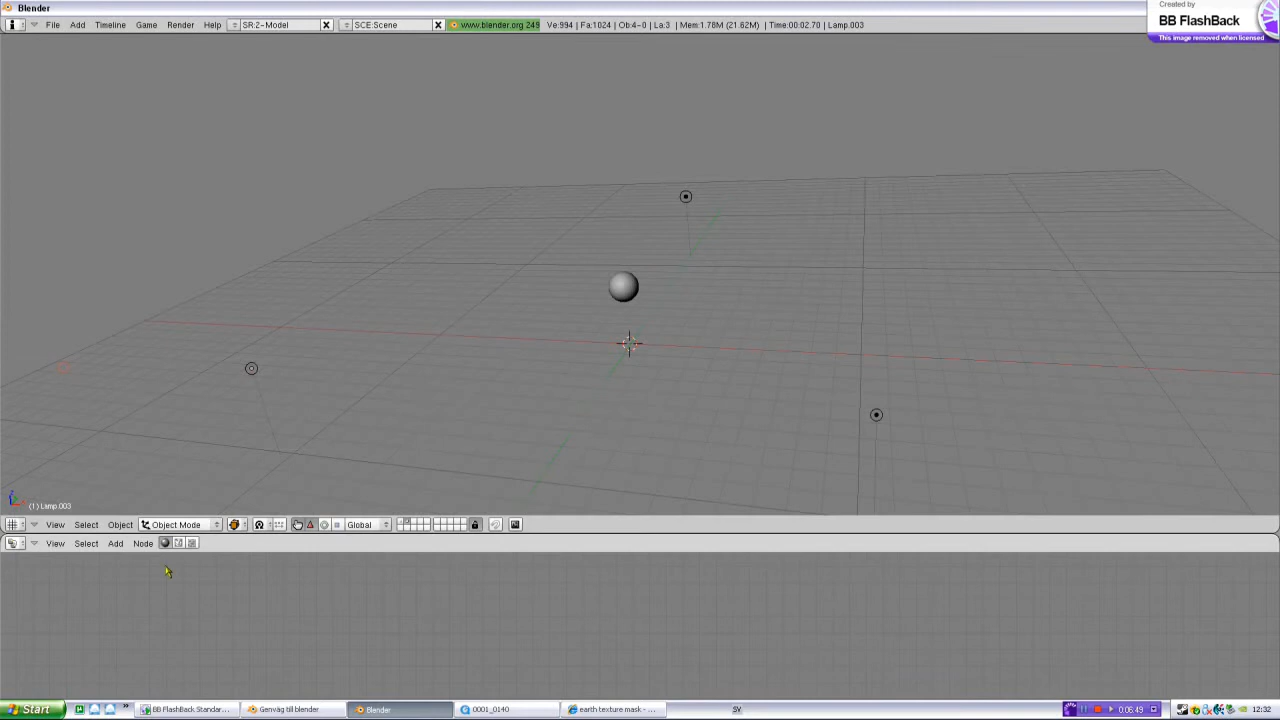 Blender
Created by
BB FlashBack
This image removed when licensed
File Add Timeline Game Render Help SR:2-Model SCE:Scene www.blender.org 249 Ve:994 | Fa:1024 | Ob:4-0 | La:3 | Mem:1.78M (21.62M) | Time:00:02.70 | Lamp.003
(1) Lamp.003
View Select Object Object Mode Global
View Select Add Node
Start BB FlashBack Standar... Genväg till blender Blender 0001_0140 earth texture mask - ... SV 0:06:49 12:32